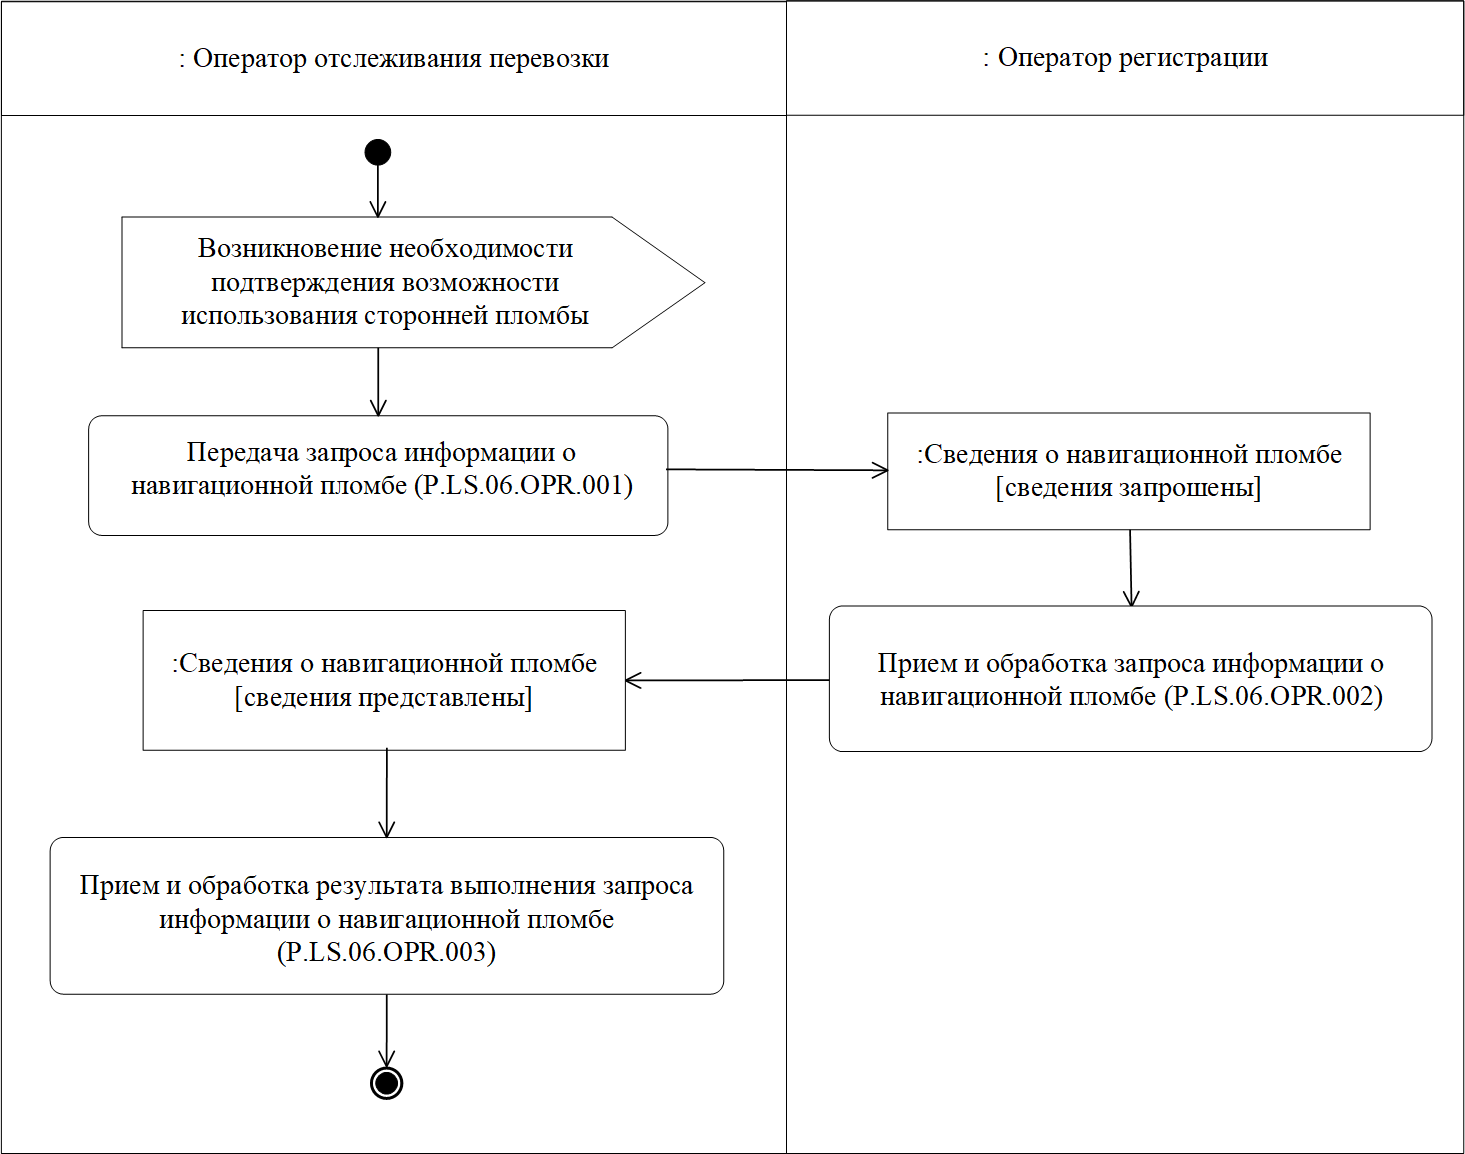 : Оператор отслеживания перевозки
: Оператор регистрации
Возникновение необходимости
подтверждения возможности
использования сторонней пломбы
Передача запроса информации о
навигационной пломбе (P.LS.06.OPR.001)
:Сведения о навигационной пломбе
[сведения запрошены]
Прием и обработка запроса информации о
навигационной пломбе (P.LS.06.OPR.002)
:Сведения о навигационной пломбе
[сведения представлены]
Прием и обработка результата выполнения запроса
информации о навигационной пломбе
(P.LS.06.OPR.003)